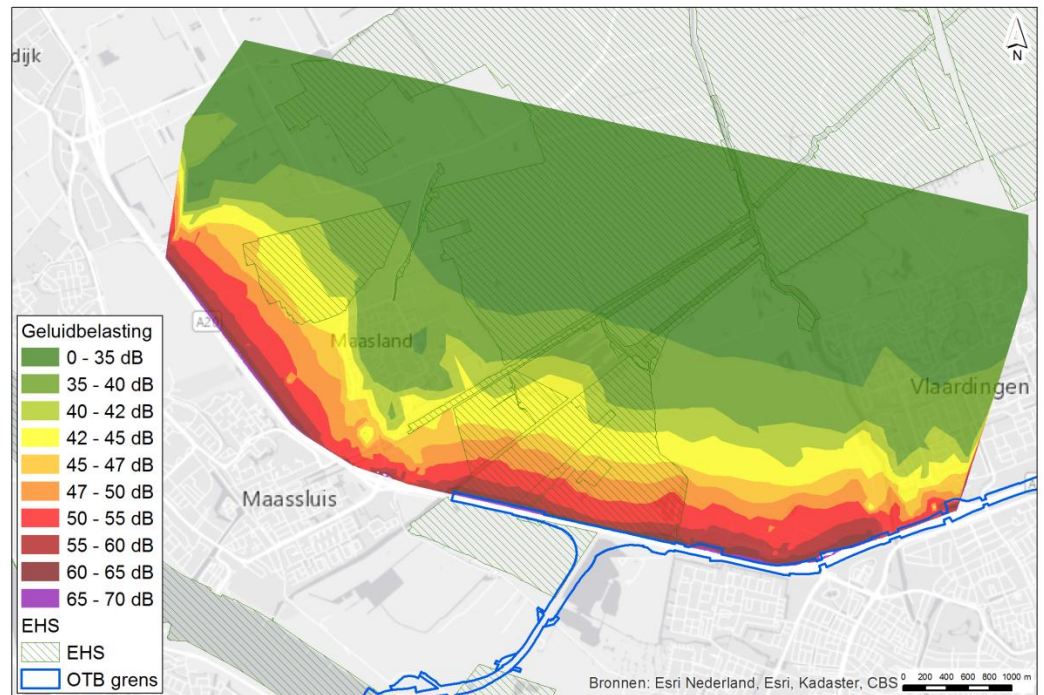 dijk
N
A20
Maasland
Vlaardingen
Maassluis
Geluidbelasting
0 - 35 dB
35 - 40 dB
40 - 42 dB
42 - 45 dB
45 - 47 dB
47 - 50 dB
50 - 55 dB
55 - 60 dB
60 - 65 dB
65 - 70 dB
EHS
EHS
OTB grens
Bronnen: Esri Nederland, Esri, Kadaster, CBS
0 200 400 600 800 1000 m